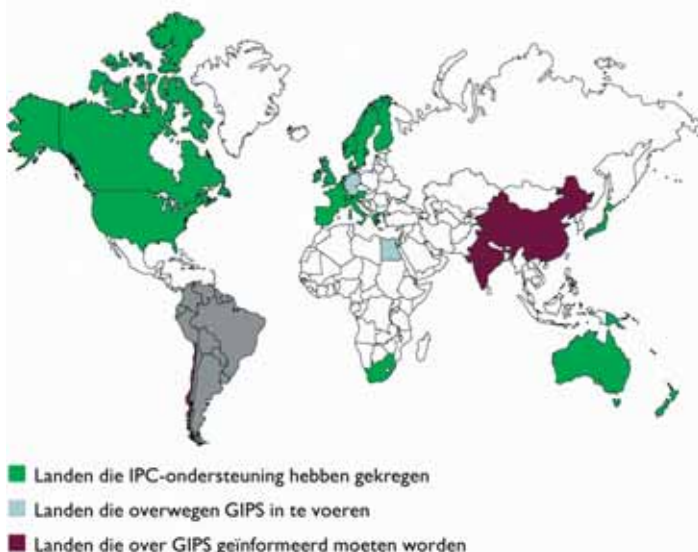 Landen die IPC-ondersteuning hebben gekregen
Landen die overwegen GIPS in te voeren
Landen die over GIPS geïnformeerd moeten worden